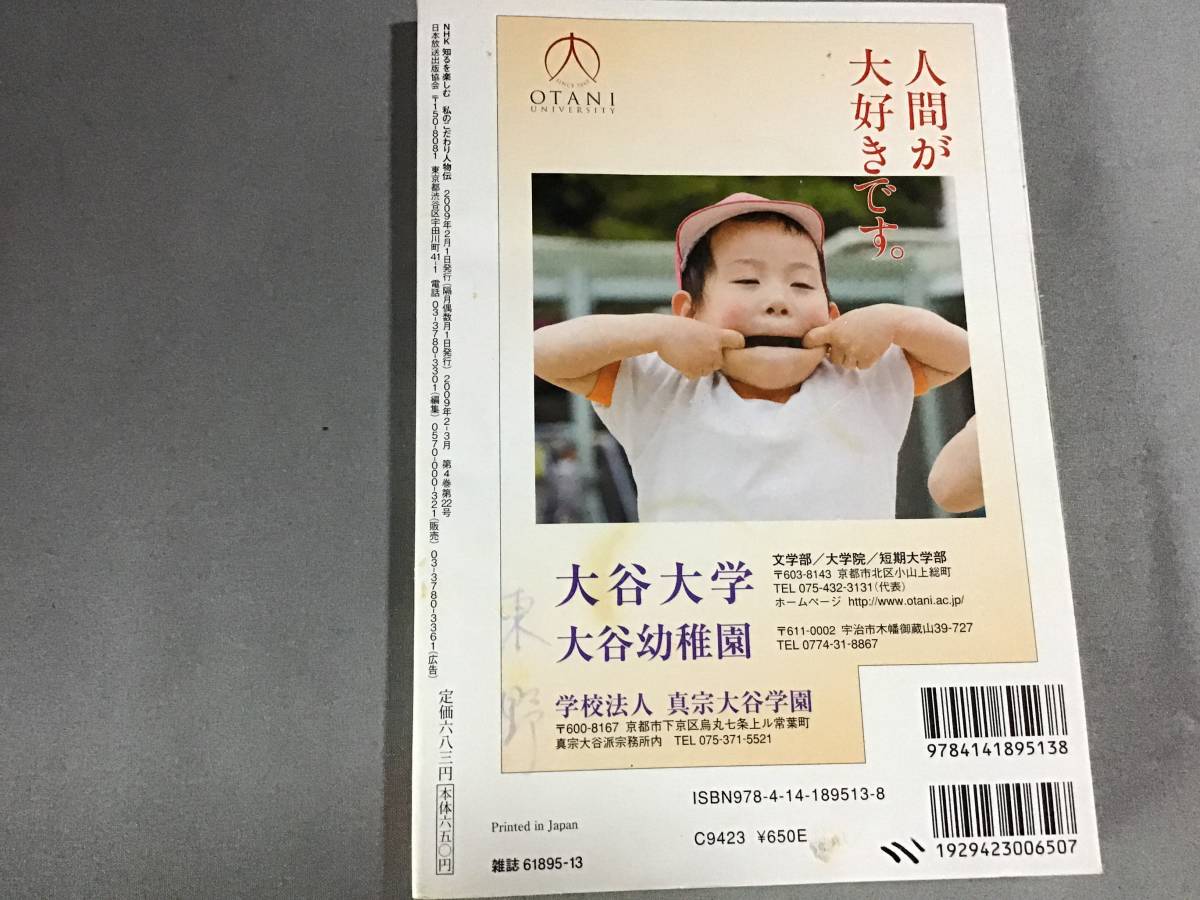 NHK 知るを楽しむ 私のこだわり人物伝 2009年2月1日発行(隔月偶数月1日発行) 2009年2-3月 第4巻第22号
日本放送出版協会 〒150-8081 東京都渋谷区宇田川町41-1 電話 03-3780-3301(編集) 0570-000-321(販売) 03-3780-3361(広告)
定価六八三円 本体六五〇円
大
SINCE 1665
OTANI
UNIVERSITY
人間が
大好きです。
大谷大学
文学部/大学院/短期大学部
〒603-8143 京都市北区小山上総町
TEL 075-432-3131(代表)
ホームページ http://www.otani.ac.jp/
大谷幼稚園
〒611-0002 宇治市木幡御蔵山39-727
TEL 0774-31-8867
東野
学校法人 真宗大谷学園
〒600-8167 京都市下京区烏丸七条上ル常葉町
真宗大谷派宗務所内 TEL 075-371-5521
9784141895138
ISBN978-4-14-189513-8
C9423 ¥650E
1929423006507
Printed in Japan
雑誌 61895-13